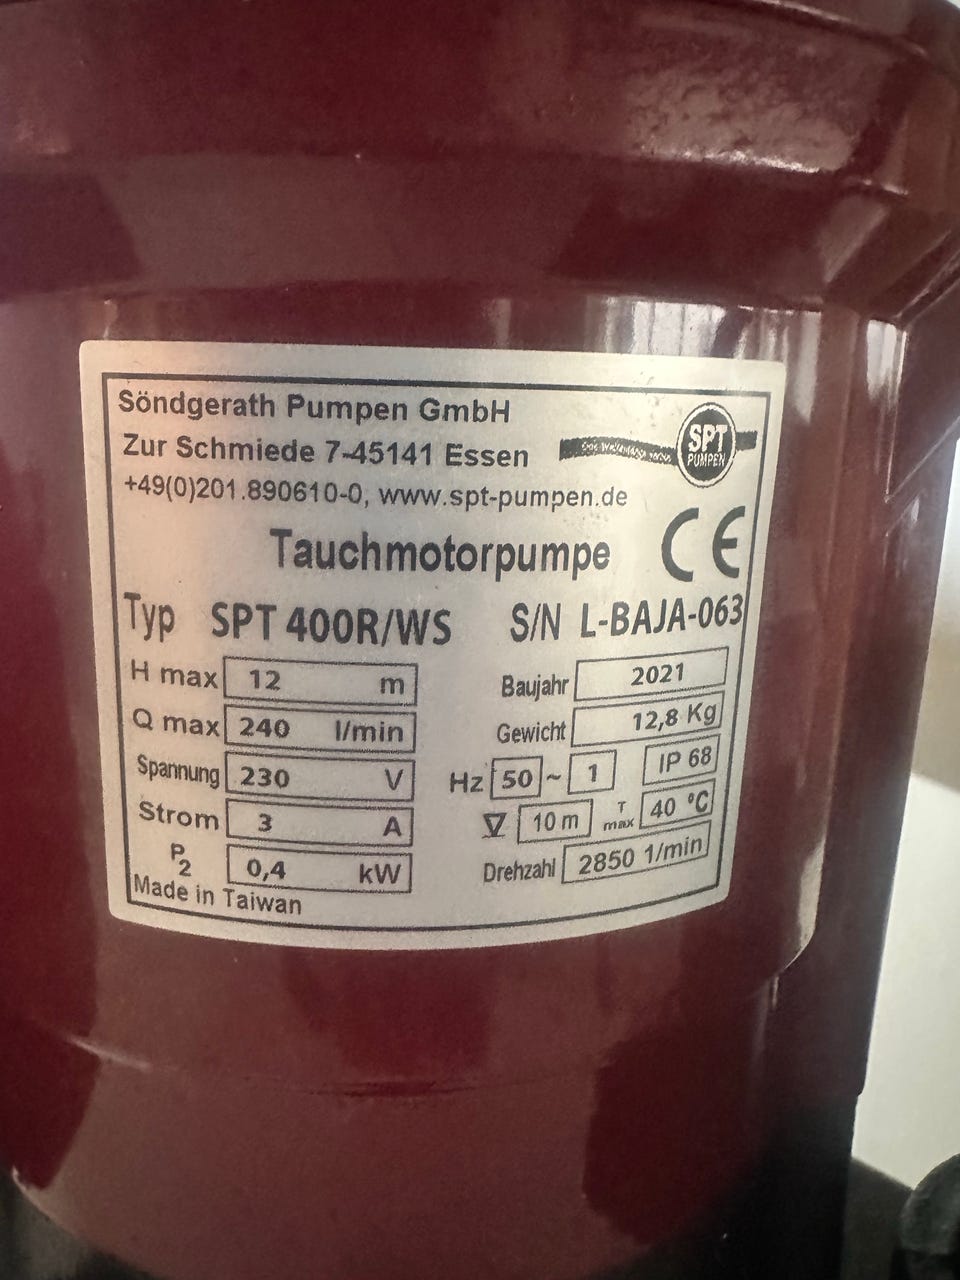 Söndgerath Pumpen GmbH
Zur Schmiede 7-45141 Essen
+49(0)201.890610-0, www.spt-pumpen.de
SPT
PUMPEN
Tauchmotorpumpe CE
Typ SPT 400R/WS S/N L-BAJA-063
H max 12 m Baujahr 2021
Q max 240 l/min Gewicht 12,8 Kg
Spannung 230 V Hz 50 ~ 1 IP 68
Strom 3 A 10 m T max 40 °C
P2 0,4 kW Drehzahl 2850 1/min
Made in Taiwan